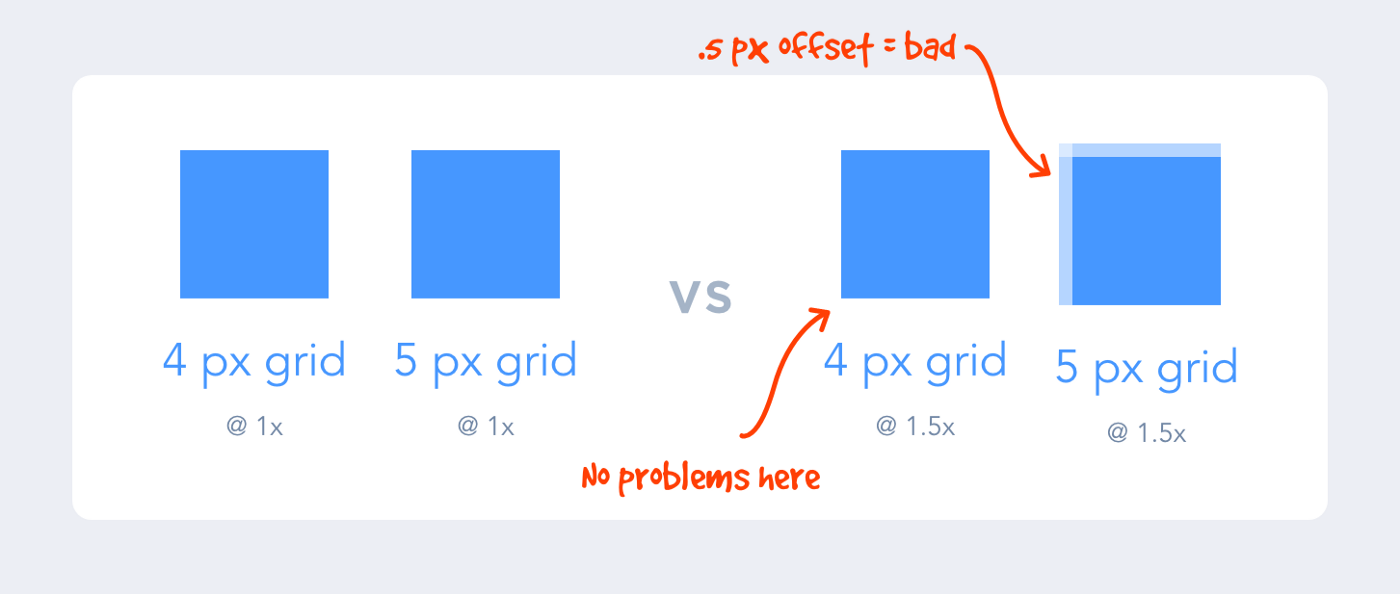 .5 px offset = bad
vs
4 px grid
5 px grid
4 px grid
5 px grid
@ 1x
@ 1x
@ 1.5x
@ 1.5x
No problems here